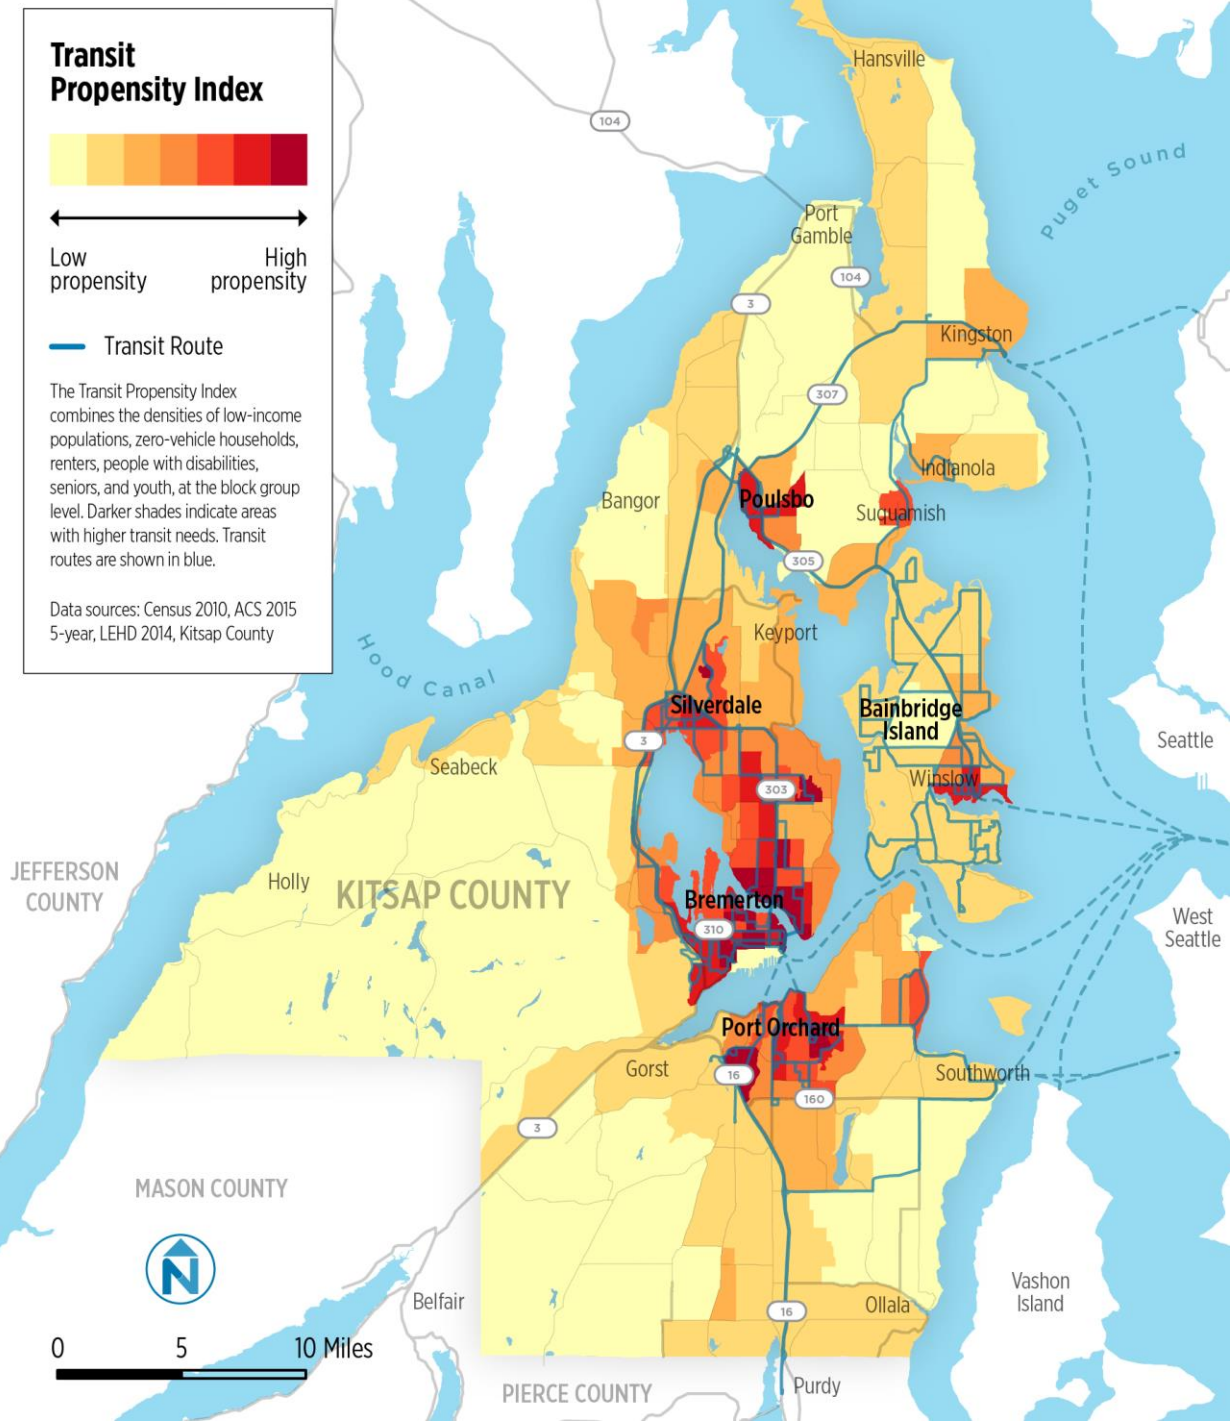 Transit
Propensity Index
Low
propensity
High
propensity
Transit Route
The Transit Propensity Index
combines the densities of low-income
populations, zero-vehicle households,
renters, people with disabilities,
seniors, and youth, at the block group
level. Darker shades indicate areas
with higher transit needs. Transit
routes are shown in blue.
Data sources: Census 2010, ACS 2015
5-year, LEHD 2014, Kitsap County
Hansville
104
Puget Sound
Port
Gamble
104
3
Kingston
307
Indianola
Bangor
Poulsbo
Suquamish
305
Keyport
Hood Canal
Silverdale
Bainbridge
Island
3
Seattle
Seabeck
Winslow
303
JEFFERSON
COUNTY
Holly
KITSAP COUNTY
Bremerton
310
West
Seattle
Port Orchard
Gorst
16
Southworth
160
3
MASON COUNTY
N
Vashon
Island
Belfair
16
Ollala
0
5
10 Miles
PIERCE COUNTY
Purdy